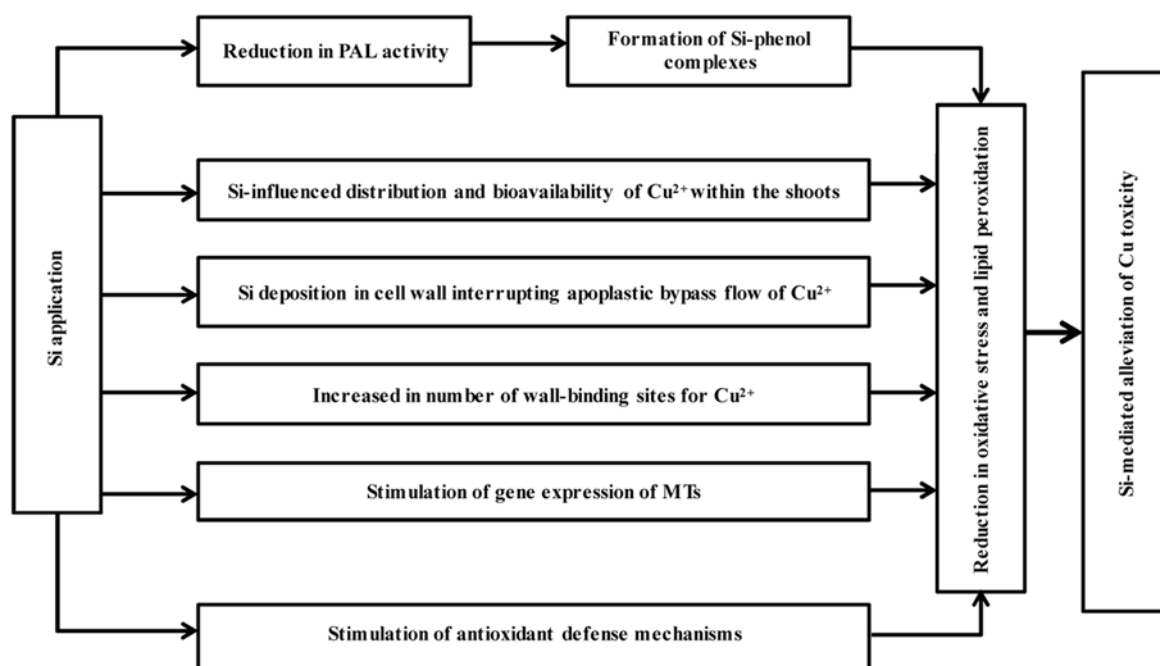 Reduction in PAL activity
Formation of Si-phenol
complexes
Si application
Si-influenced distribution and bioavailability of Cu²⁺ within the shoots
Si deposition in cell wall interrupting apoplastic bypass flow of Cu²⁺
Increased in number of wall-binding sites for Cu²⁺
Stimulation of gene expression of MTs
Stimulation of antioxidant defense mechanisms
Reduction in oxidative stress and lipid peroxidation
Si-mediated alleviation of Cu toxicity